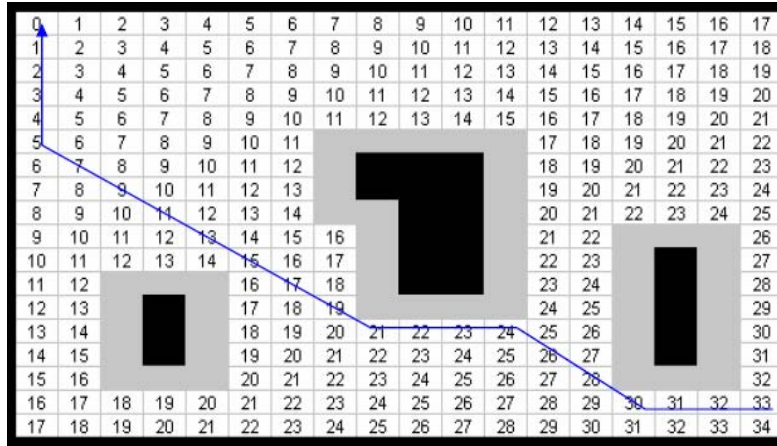 0 1 2 3 4 5 6 7 8 9 10 11 12 13 14 15 16 17
1 2 3 4 5 6 7 8 9 10 11 12 13 14 15 16 17 18
2 3 4 5 6 7 8 9 10 11 12 13 14 15 16 17 18 19
3 4 5 6 7 8 9 10 11 12 13 14 15 16 17 18 19 20
4 5 6 7 8 9 10 11 12 13 14 15 16 17 18 19 20 21
5 6 7 8 9 10 11 17 18 19 20 21 22
6 7 8 9 10 11 12 18 19 20 21 22 23
7 8 9 10 11 12 13 19 20 21 22 23 24
8 9 10 11 12 13 14 20 21 22 23 24 25
9 10 11 12 13 14 15 16 21 22 26
10 11 12 13 14 15 16 17 22 23 27
11 12 16 17 18 23 24 28
12 13 17 18 19 24 25 29
13 14 18 19 20 21 22 23 24 25 26 30
14 15 19 20 21 22 23 24 25 26 27 31
15 16 20 21 22 23 24 25 26 27 28 32
16 17 18 19 20 21 22 23 24 25 26 27 28 29 30 31 32 33
17 18 19 20 21 22 23 24 25 26 27 28 29 30 31 32 33 34